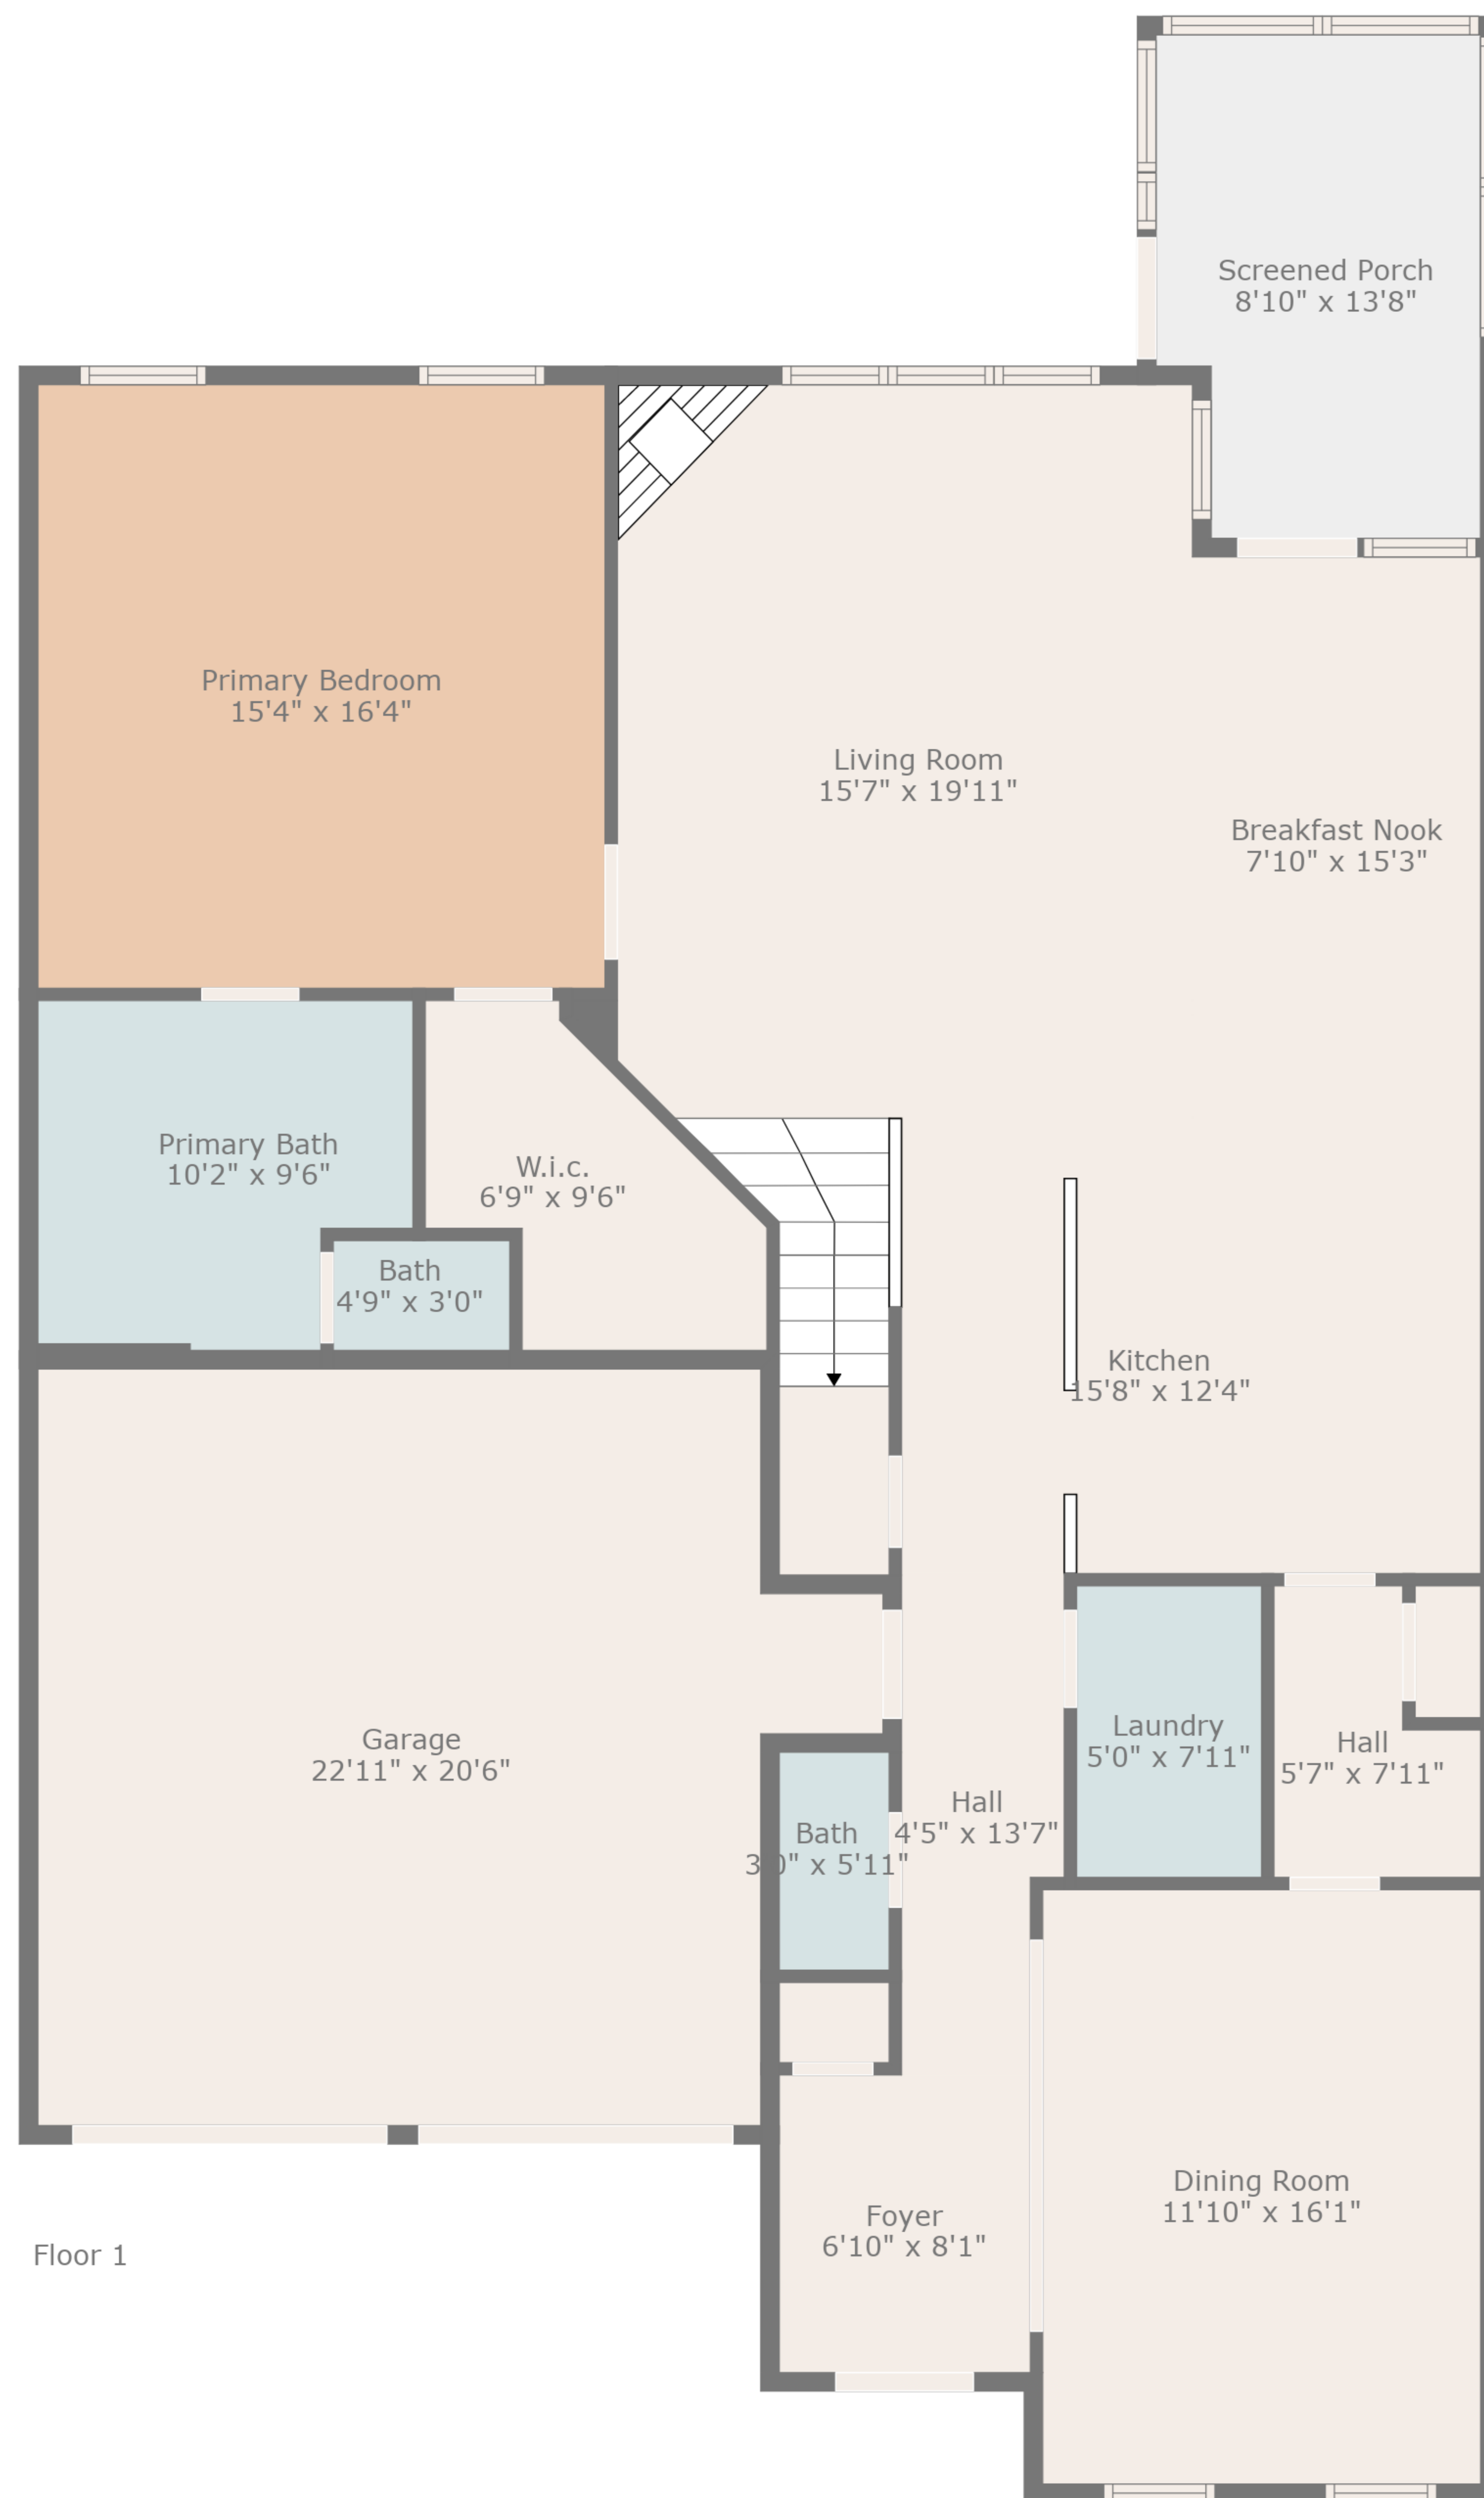 Screened Porch
8'10" x 13'8"
Primary Bedroom
15'4" x 16'4"
Living Room
15'7" x 19'11"
Breakfast Nook
7'10" x 15'3"
Primary Bath
10'2" x 9'6"
W.i.c.
6'9" x 9'6"
Bath
4'9" x 3'0"
Kitchen
15'8" x 12'4"
Garage
22'11" x 20'6"
Laundry
5'0" x 7'11"
Hall
5'7" x 7'11"
Hall
4'5" x 13'7"
Bath
3'0" x 5'11"
Dining Room
11'10" x 16'1"
Foyer
6'10" x 8'1"
Floor 1